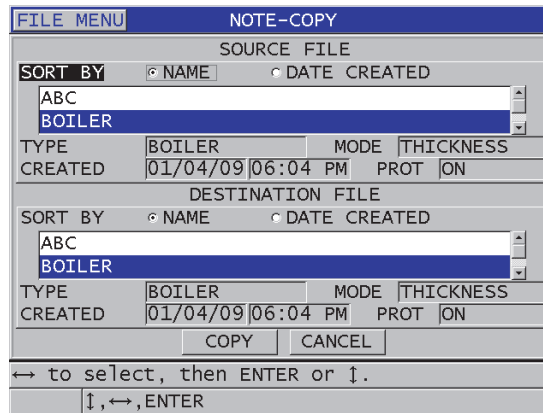 FILE MENU NOTE-COPY
SOURCE FILE
SORT BY NAME DATE CREATED
ABC
BOILER
TYPE BOILER MODE THICKNESS
CREATED 01/04/09 06:04 PM PROT ON
DESTINATION FILE
SORT BY NAME DATE CREATED
ABC
BOILER
TYPE BOILER MODE THICKNESS
CREATED 01/04/09 06:04 PM PROT ON
COPY CANCEL
↔ to select, then ENTER or ↕.
↕,↔,ENTER